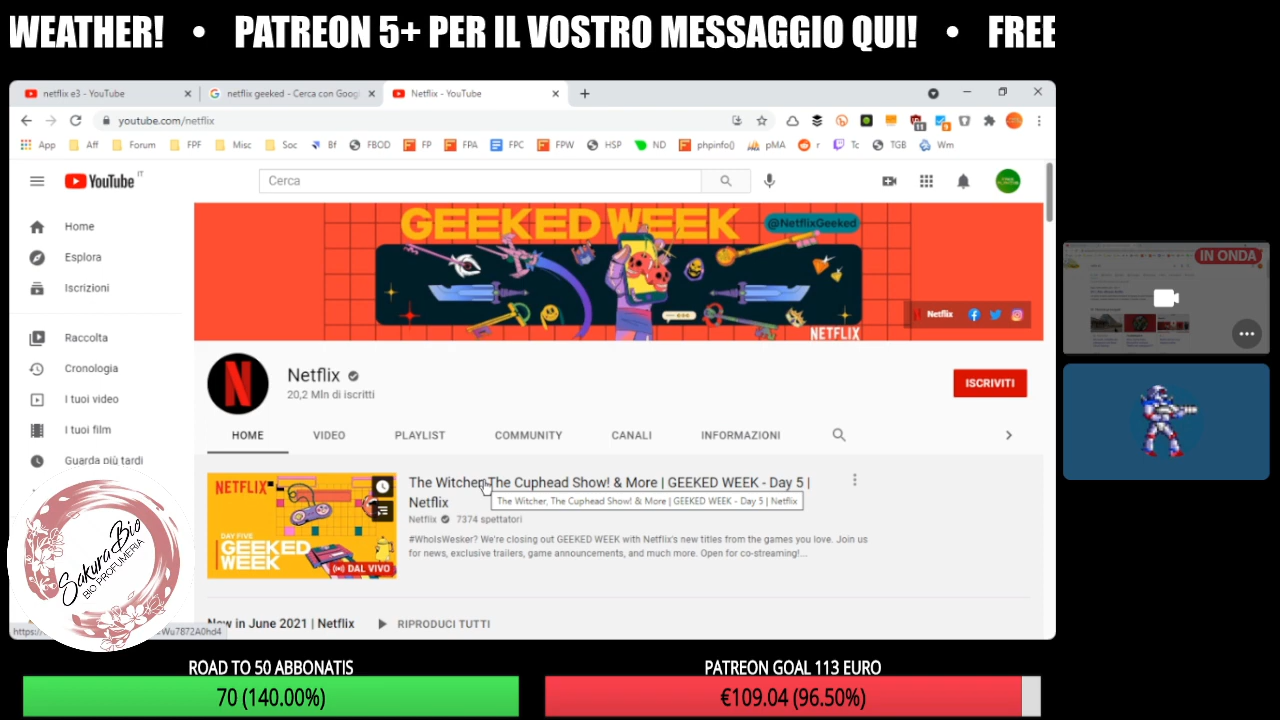 WEATHER! • PATREON 5+ PER IL VOSTRO MESSAGGIO QUI! • FREE
netflix e3 - YouTube
netflix geeked - Cerca con Goog
Netflix - YouTube
youtube.com/netflix
App Aff Forum FPF Misc Soc Bf FBOD FP FPA FPC FPW HSP ND phpinfo() pMA r Tc TGB Wm
YouTube IT
Cerca
Home
Esplora
Iscrizioni
Raccolta
Cronologia
I tuoi video
I tuoi film
Guarda più tardi
GEEKED WEEK
@NetflixGeeked
NETFLIX
Netflix
Netflix
20,2 Mln di iscritti
ISCRIVITI
HOME VIDEO PLAYLIST COMMUNITY CANALI INFORMAZIONI
NETFLIX
DAY FIVE
GEEKED
WEEK
DAL VIVO
The Witcher, The Cuphead Show! & More | GEEKED WEEK - Day 5 |
Netflix
The Witcher, The Cuphead Show! & More | GEEKED WEEK - Day 5 | Netflix
Netflix 7374 spettatori
#WhoIsWesker? We're closing out GEEKED WEEK with Netflix's new titles from the games you love. Join us
for news, exclusive trailers, game announcements, and much more. Open for co-streaming!...
New in June 2021 | Netflix RIPRODUCI TUTTI
Sakura Bio
BIO PROFUMERIA
IN ONDA
ROAD TO 50 ABBONATIS
70 (140.00%)
PATREON GOAL 113 EURO
€109.04 (96.50%)